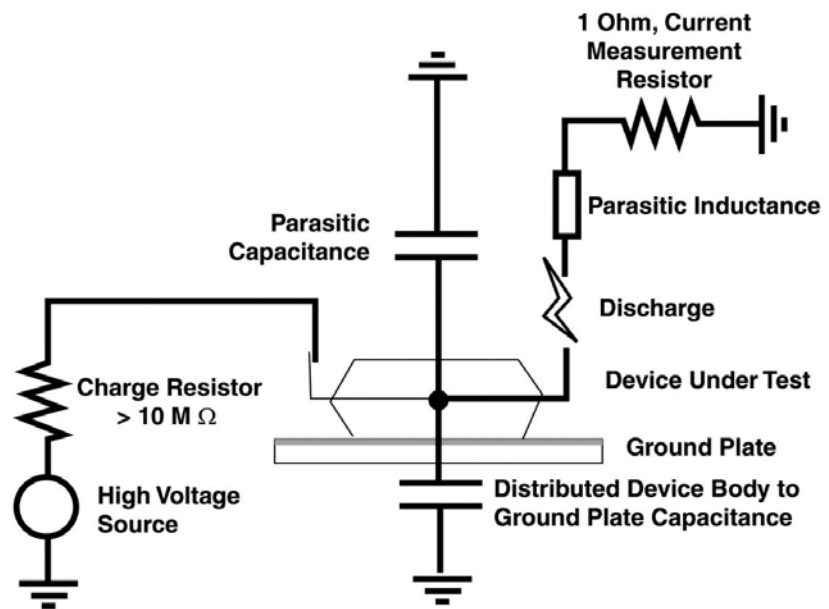 1 Ohm, Current
Measurement
Resistor
Parasitic Inductance
Parasitic
Capacitance
Discharge
Charge Resistor
> 10 M Ω
Device Under Test
Ground Plate
High Voltage
Source
Distributed Device Body to
Ground Plate Capacitance